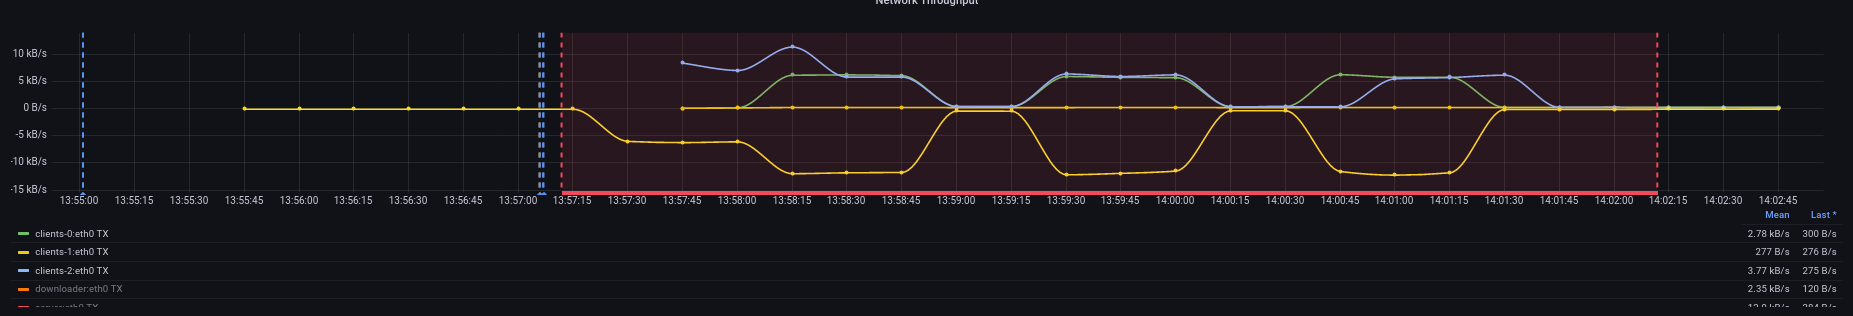 Network Throughput
10 kB/s
5 kB/s
0 B/s
-5 kB/s
-10 kB/s
-15 kB/s
13:55:00 13:55:15 13:55:30 13:55:45 13:56:00 13:56:15 13:56:30 13:56:45 13:57:00 13:57:15 13:57:30 13:57:45 13:58:00 13:58:15 13:58:30 13:58:45 13:59:00 13:59:15 13:59:30 13:59:45 14:00:00 14:00:15 14:00:30 14:00:45 14:01:00 14:01:15 14:01:30 14:01:45 14:02:00 14:02:15 14:02:30 14:02:45
Mean Last *
clients-0:eth0 TX 2.78 kB/s 300 B/s
clients-1:eth0 TX 277 B/s 276 B/s
clients-2:eth0 TX 3.77 kB/s 275 B/s
downloader:eth0 TX 2.35 kB/s 120 B/s